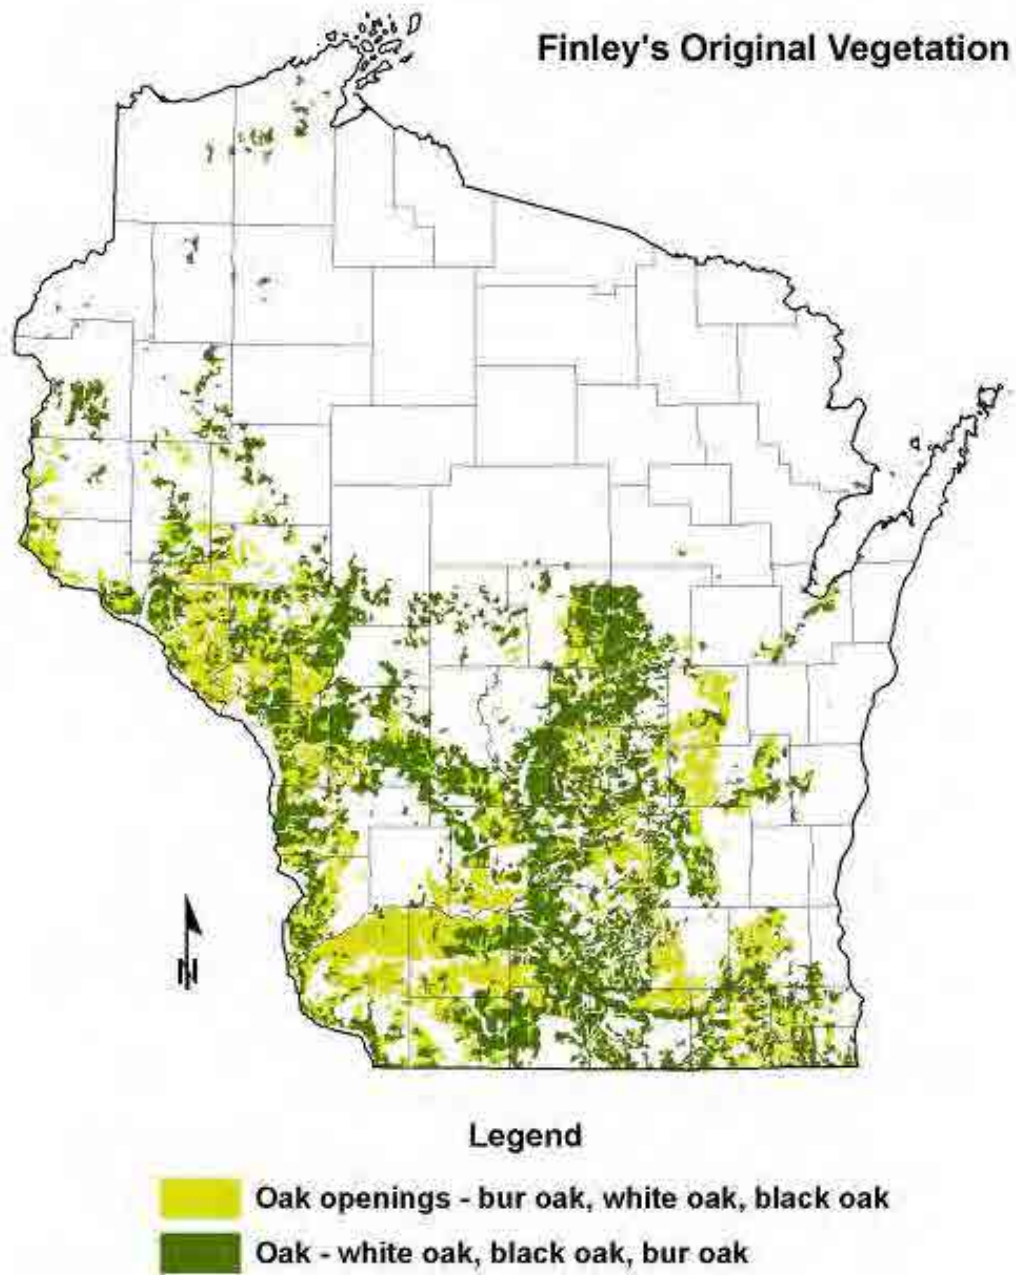 Finley's Original Vegetation
N
Legend
Oak openings - bur oak, white oak, black oak
Oak - white oak, black oak, bur oak